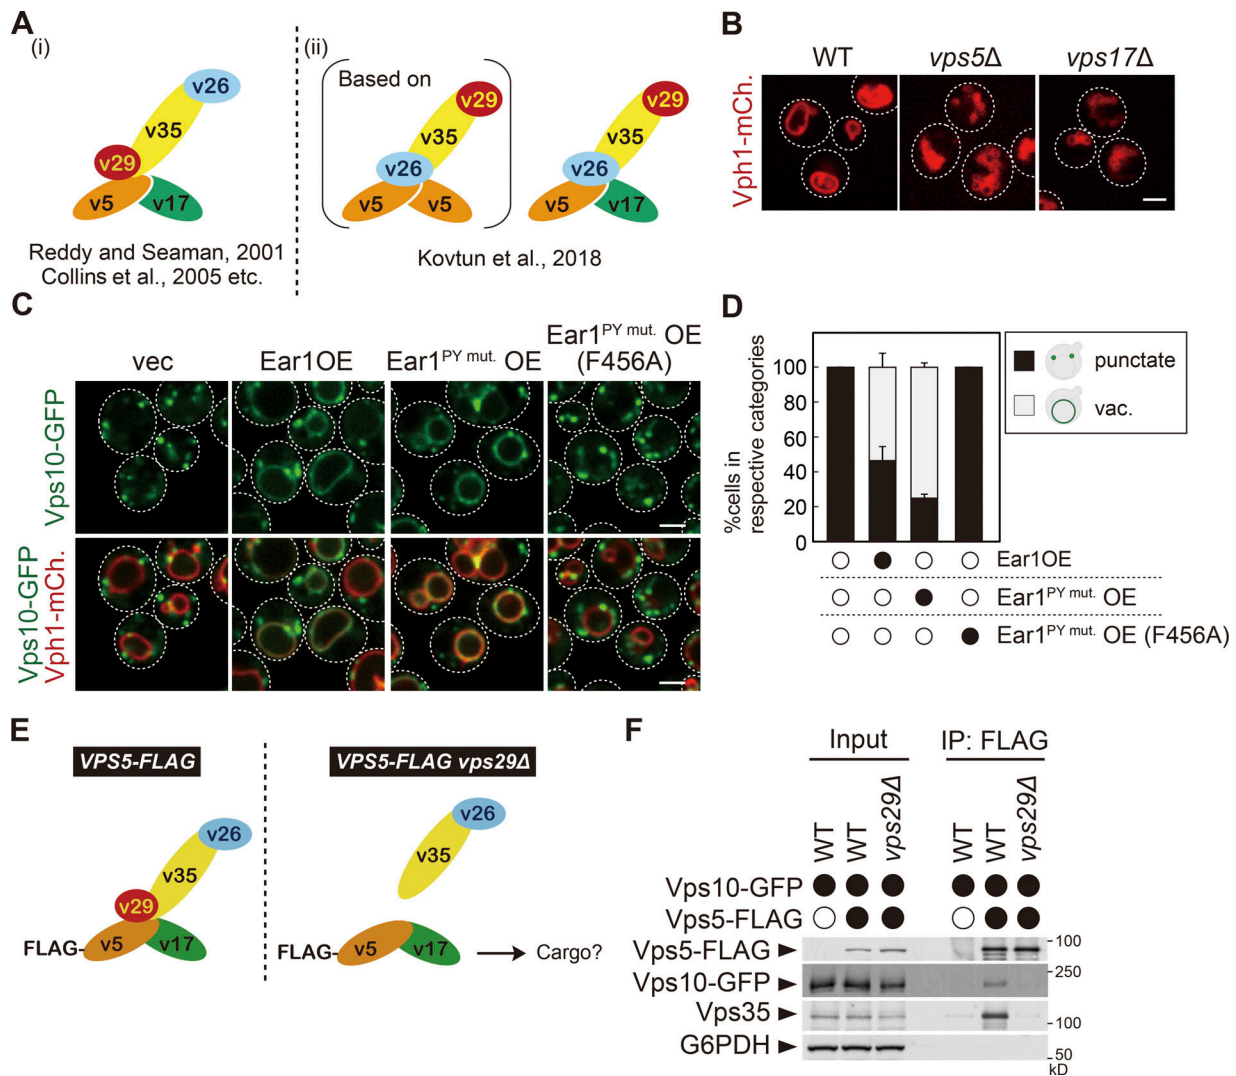 A
(i)
v26
v35
v29
v5
v17
Reddy and Seaman, 2001
Collins et al., 2005 etc.
(ii)
Based on
v29
v35
v26
v5
v5
v29
v35
v26
v5
v17
Kovtun et al., 2018
B
WT
vps5Δ
vps17Δ
Vph1-mCh.
C
vec
Ear1OE
Ear1PY mut. OE
Ear1PY mut. OE
(F456A)
Vps10-GFP
Vps10-GFP
Vph1-mCh.
D
%cells in
respective categories
100
80
60
40
20
0
punctate
vac.
Ear1OE
Ear1PY mut. OE
Ear1PY mut. OE (F456A)
E
VPS5-FLAG
v26
v35
v29
FLAG-
v5
v17
VPS5-FLAG vps29Δ
v26
v35
FLAG-
v5
v17
Cargo?
F
Input
IP: FLAG
WT
WT
vps29Δ
WT
WT
vps29Δ
Vps10-GFP
Vps5-FLAG
Vps5-FLAG
100
Vps10-GFP
250
Vps35
100
G6PDH
50
kD